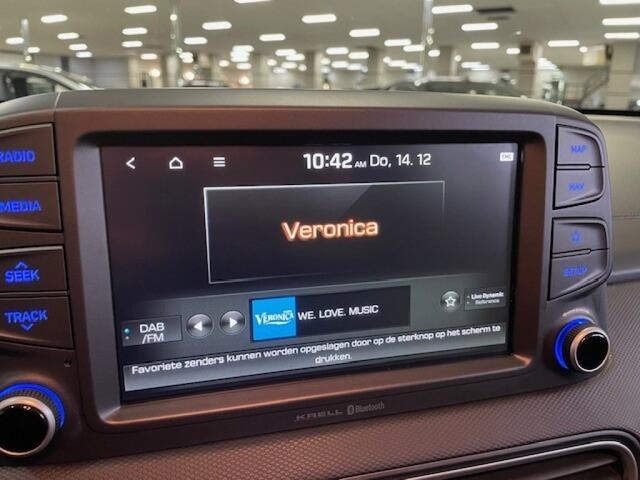 RADIO
MEDIA
SEEK
TRACK
10:42 AM Do, 14. 12
Veronica
DAB
/FM
VERONICA
WE. LOVE. MUSIC
Live Dynamic
Reference
Favoriete zenders kunnen worden opgeslagen door op de sterknop op het scherm te
drukken.
MAP
NAV
SETUP
KRELL Bluetooth